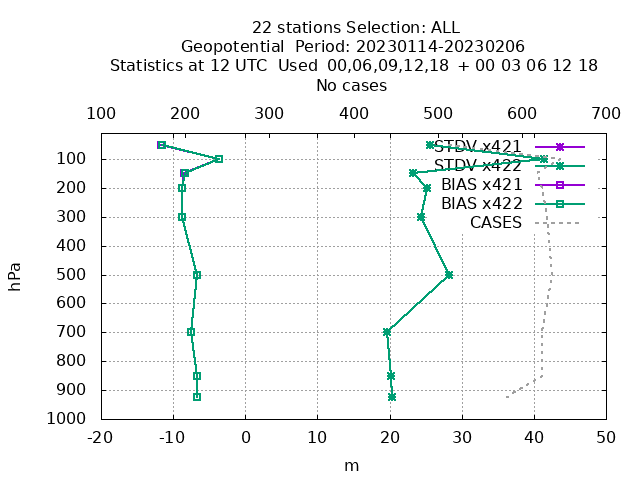 22 stations Selection: ALL
Geopotential  Period: 20230114-20230206
Statistics at 12 UTC  Used  00,06,09,12,18  + 00 03 06 12 18
No cases
100 200 300 400 500 600 700
STDV x421
STDV x422
BIAS x421
BIAS x422
CASES
hPa
100
200
300
400
500
600
700
800
900
1000
-20 -10 0 10 20 30 40 50
m